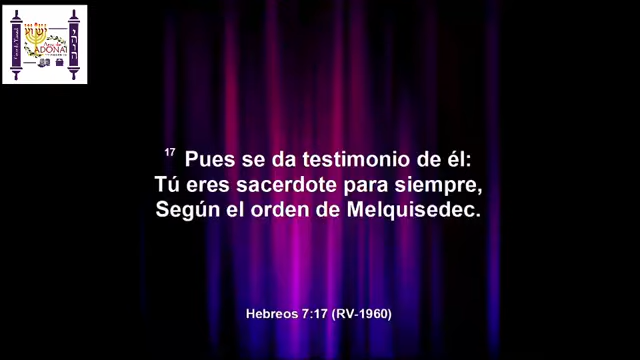 ADONAI
17 Pues se da testimonio de él:
Tú eres sacerdote para siempre,
Según el orden de Melquisedec.
Hebreos 7:17 (RV-1960)